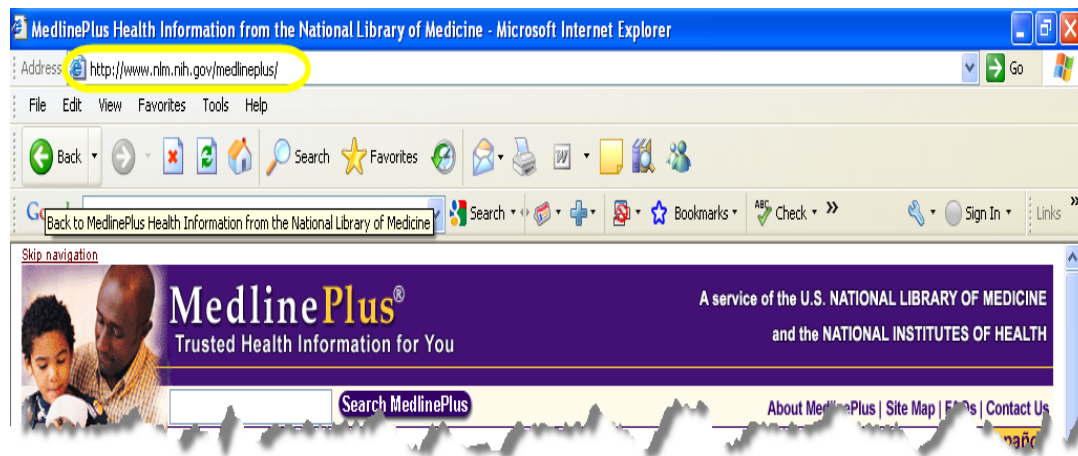 MedlinePlus Health Information from the National Library of Medicine - Microsoft Internet Explorer
Address http://www.nlm.nih.gov/medlineplus/ Go
File Edit View Favorites Tools Help
Back Search Favorites W
Back to MedlinePlus Health Information from the National Library of Medicine Search Bookmarks ABC Check » Sign In Links »
Skip navigation
MedlinePlus® A service of the U.S. NATIONAL LIBRARY OF MEDICINE
Trusted Health Information for You and the NATIONAL INSTITUTES OF HEALTH
Search MedlinePlus About MedlinePlus | Site Map | FAQs | Contact Us